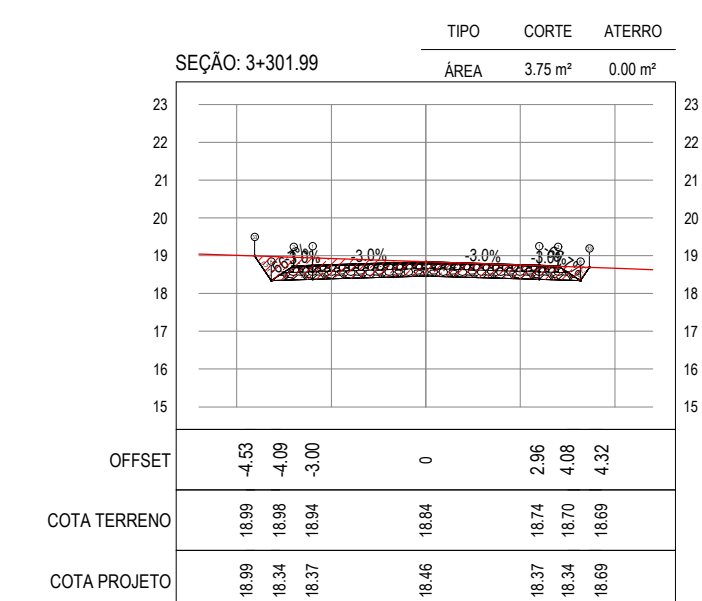 TIPO CORTE ATERRO
SEÇÃO: 3+301.99
ÁREA 3.75 m² 0.00 m²
23 23
22 22
21 21
20 20
19 19
18 18
17 17
16 16
15 15
-3.0% -3.0%
OFFSET -4.53 -4.09 -3.00 0 2.96 4.08 4.32
COTA TERRENO 18.99 18.98 18.94 18.84 18.74 18.70 18.69
COTA PROJETO 18.99 18.34 18.37 18.46 18.37 18.34 18.69